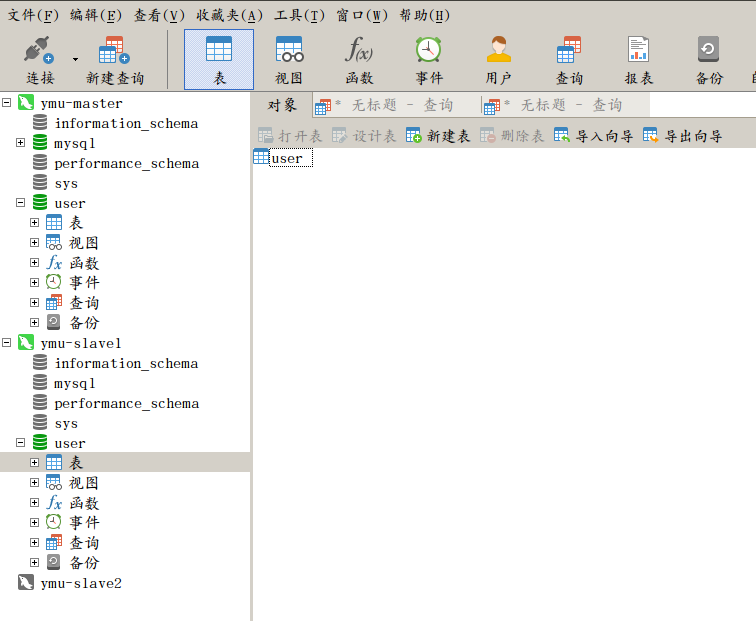 文件(F) 编辑(E) 查看(V) 收藏夹(A) 工具(T) 窗口(W) 帮助(H)
连接 新建查询 表 视图 函数 事件 用户 查询 报表 备份
ymu-master
information_schema
mysql
performance_schema
sys
user
表
视图
函数
事件
查询
备份
ymu-slave1
information_schema
mysql
performance_schema
sys
user
表
视图
函数
事件
查询
备份
ymu-slave2
对象 * 无标题 - 查询 * 无标题 - 查询
打开表 设计表 新建表 删除表 导入向导 导出向导
user